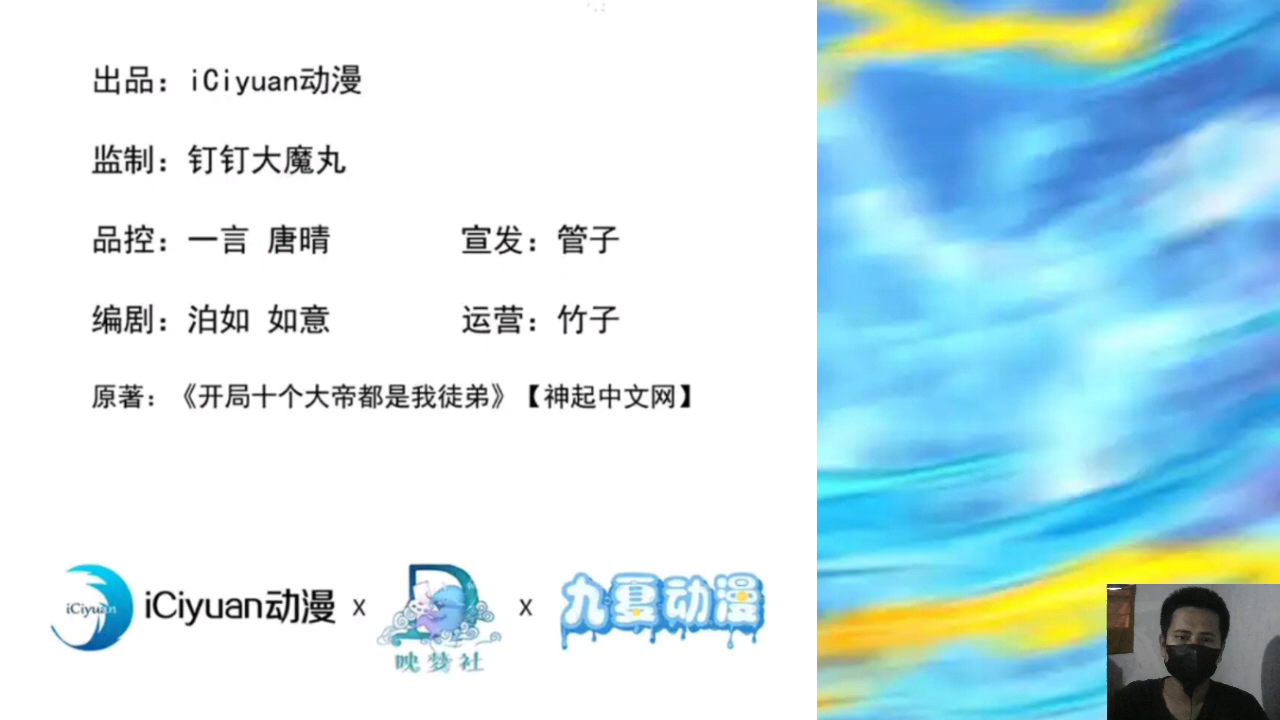 出品：iCiyuan动漫
监制：钉钉大魔丸
品控：一言 唐晴 宣发：管子
编剧：泊如 如意 运营：竹子
原著：《开局十个大帝都是我徒弟》【神起中文网】
iCiyuan iCiyuan动漫 x 映梦社 x 九夏动漫